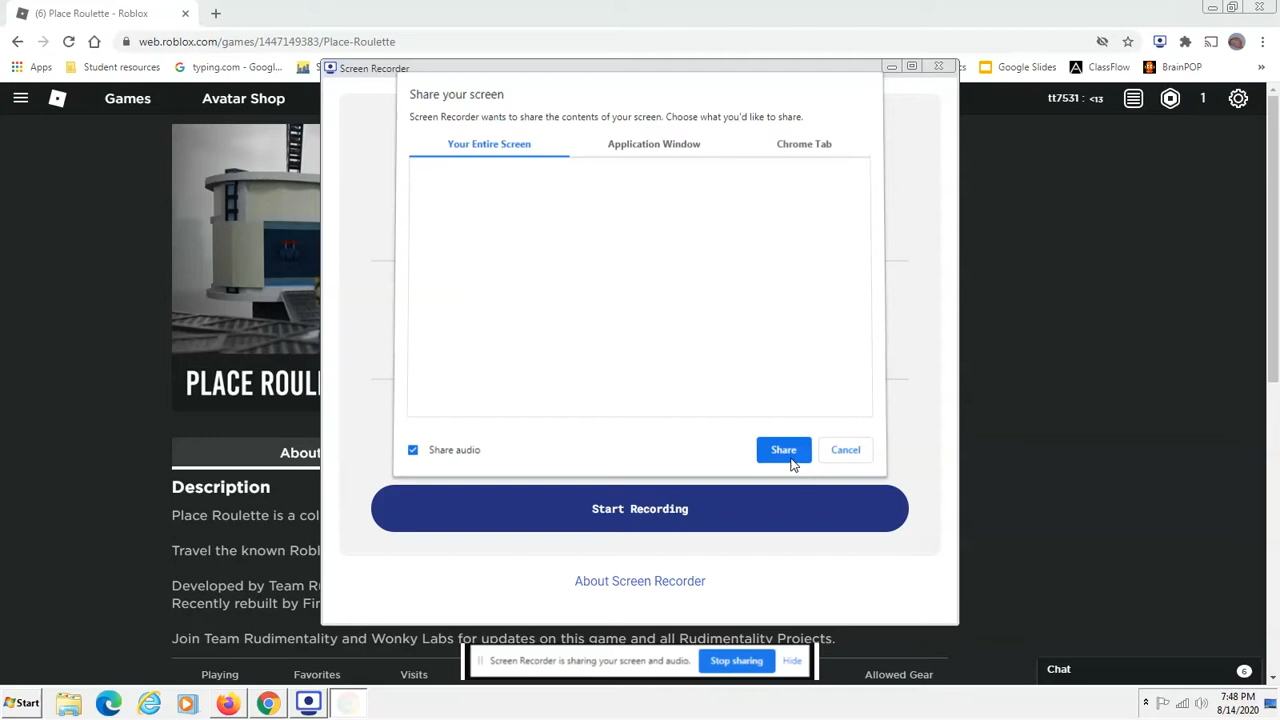 (6) Place Roulette - Roblox
web.roblox.com/games/1447149383/Place-Roulette
Apps
Student resources
typing.com - Googl...
Google Slides
ClassFlow
BrainPOP
»
Screen Recorder
Games
Avatar Shop
tt7531 : <13
1
Share your screen
Screen Recorder wants to share the contents of your screen. Choose what you'd like to share.
Your Entire Screen
Application Window
Chrome Tab
PLACE ROUL
Share audio
Share
Cancel
About
Start Recording
Description
Place Roulette is a col
Travel the known Robl
About Screen Recorder
Developed by Team Ru
Recently rebuilt by Fir
Join Team Rudimentality and Wonky Labs for updates on this game and all Rudimentality Projects.
Screen Recorder is sharing your screen and audio.
Stop sharing
Hide
Playing
Favorites
Visits
Allowed Gear
Chat
6
Start
7:48 PM
8/14/2020